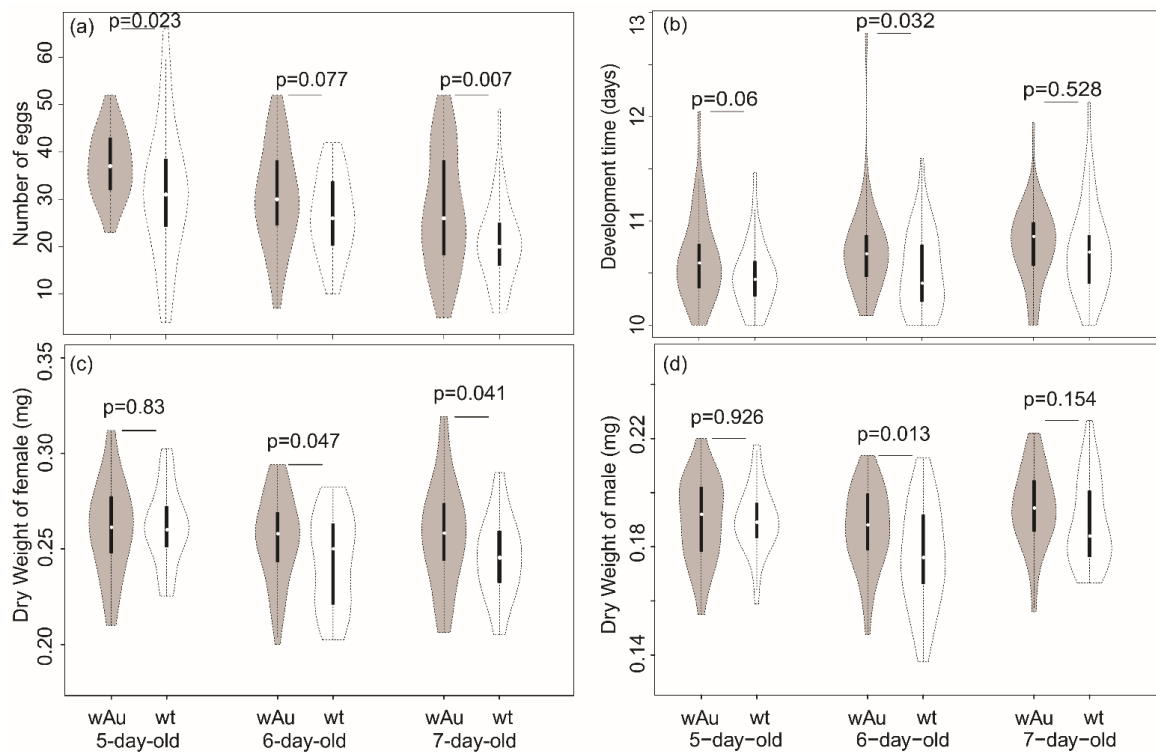 (a)
p=0.023
p=0.077
p=0.007
Number of eggs
60
50
40
30
20
10
(b)
p=0.06
p=0.032
p=0.528
Development time (days)
13
12
11
10
(c)
p=0.83
p=0.047
p=0.041
Dry Weight of female (mg)
0.35
0.30
0.25
0.20
(d)
p=0.926
p=0.013
p=0.154
Dry Weight of male (mg)
0.22
0.18
0.14
wAu wt wAu wt wAu wt
5-day-old 6-day-old 7-day-old
wAu wt wAu wt wAu wt
5-day-old 6-day-old 7−day−old